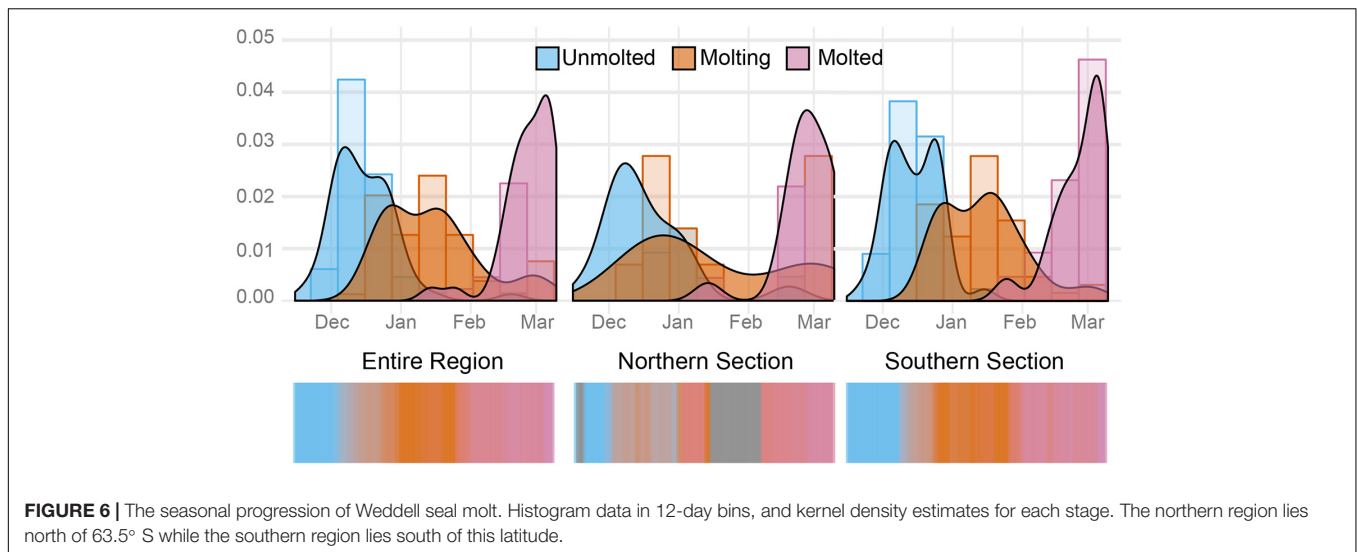 0.05
Unmolted Molting Molted
0.04
0.03
0.02
0.01
0.00
Dec Jan Feb Mar Dec Jan Feb Mar Dec Jan Feb Mar
Entire Region Northern Section Southern Section
FIGURE 6 | The seasonal progression of Weddell seal molt. Histogram data in 12-day bins, and kernel density estimates for each stage. The northern region lies
north of 63.5° S while the southern region lies south of this latitude.